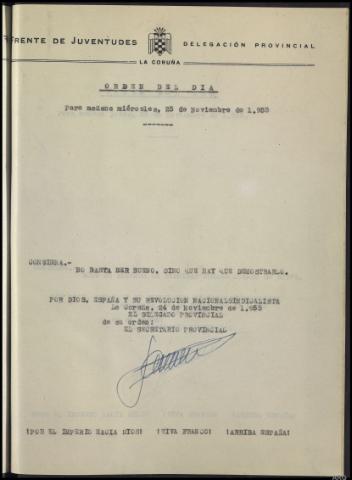 FRENTE DE JUVENTUDES DELEGACIÓN PROVINCIAL
LA CORUÑA
ORDEN DEL DIA
Para mañana miércoles, 25 de Noviembre de 1.953
-------
CONSIGNA.-
NO BASTA SER BUENO. SINO QUE HAY QUE DEMOSTRARLO.
POR DIOS, ESPAÑA Y SU REVOLUCION NACIONALSINDICALISTA
La Coruña, 24 de noviembre de 1.953
EL DELEGADO PROVINCIAL
de su orden:
EL SECRETARIO PROVINCIAL
¡POR EL IMPERIO HACIA DIOS! ¡VIVA FRANCO! ¡ARRIBA ESPAÑA!